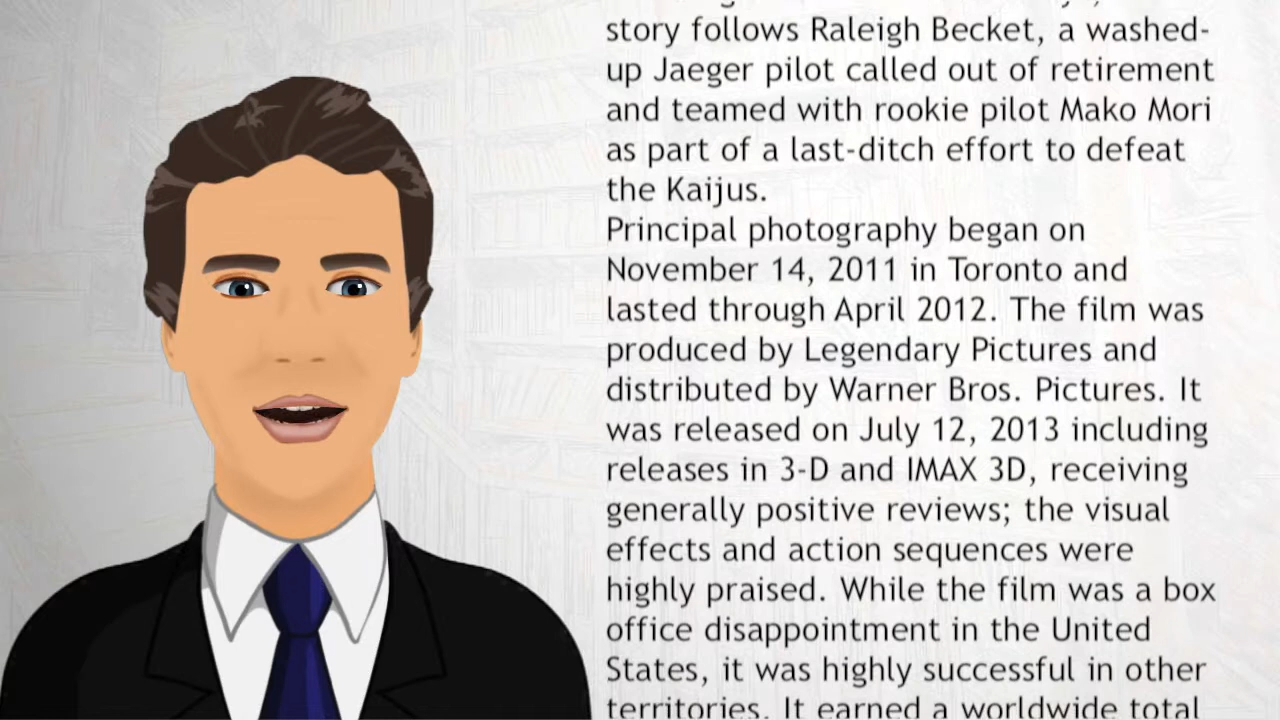 story follows Raleigh Becket, a washed-
up Jaeger pilot called out of retirement
and teamed with rookie pilot Mako Mori
as part of a last-ditch effort to defeat
the Kaijus.
Principal photography began on
November 14, 2011 in Toronto and
lasted through April 2012. The film was
produced by Legendary Pictures and
distributed by Warner Bros. Pictures. It
was released on July 12, 2013 including
releases in 3-D and IMAX 3D, receiving
generally positive reviews; the visual
effects and action sequences were
highly praised. While the film was a box
office disappointment in the United
States, it was highly successful in other
territories. It earned a worldwide total